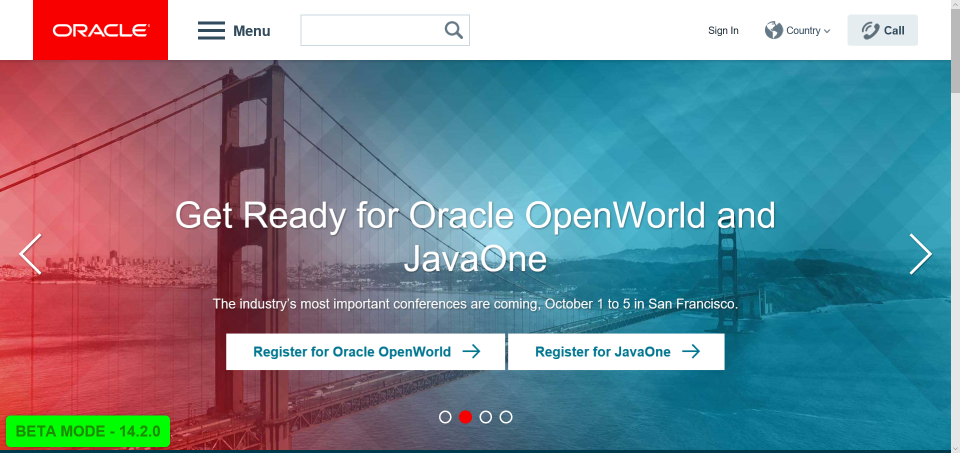 ORACLE
Menu
Sign In
Country
Call
Get Ready for Oracle OpenWorld and
JavaOne
The industry's most important conferences are coming, October 1 to 5 in San Francisco.
Register for Oracle OpenWorld
Register for JavaOne
BETA MODE - 14.2.0